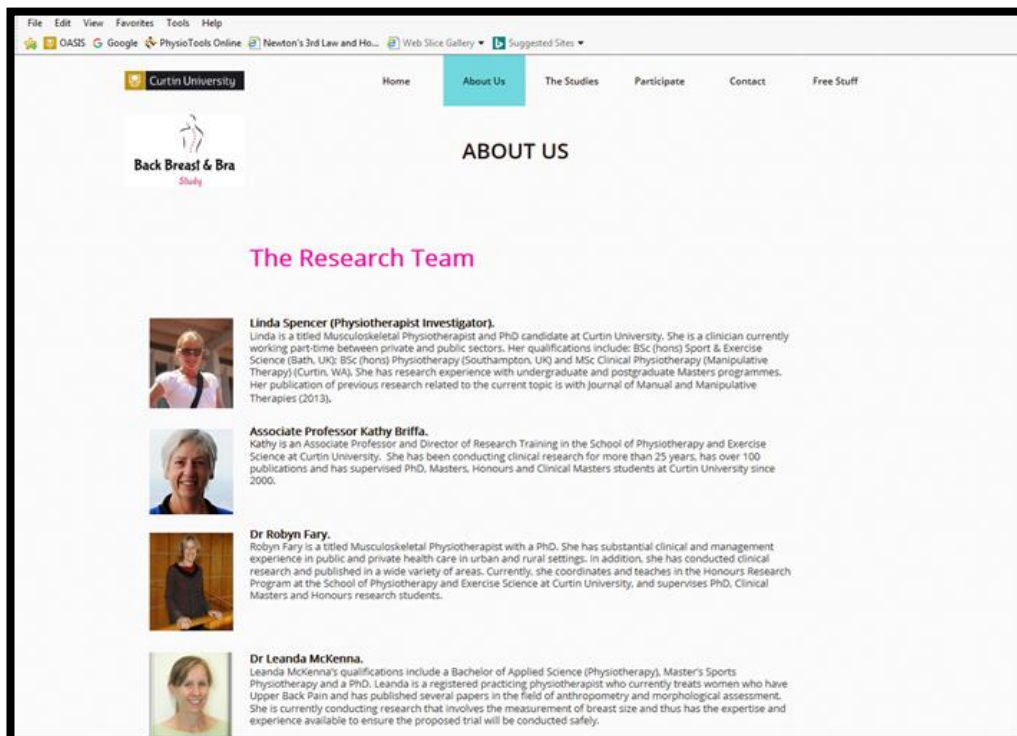 File Edit View Favorites Tools Help
OASIS Google PhysioTools Online Newton's 3rd Law and Ho... Web Slice Gallery Suggested Sites
Curtin University Home About Us The Studies Participate Contact Free Stuff
Back Breast & Bra
Study
ABOUT US
The Research Team
Linda Spencer (Physiotherapist Investigator).
Linda is a titled Musculoskeletal Physiotherapist and PhD candidate at Curtin University. She is a clinician currently
working part-time between private and public sectors. Her qualifications include: BSc (hons) Sport & Exercise
Science (Bath, UK); BSc (hons) Physiotherapy (Southampton, UK) and MSc Clinical Physiotherapy (Manipulative
Therapy) (Curtin, WA). She has research experience with undergraduate and postgraduate Masters programmes.
Her publication of previous research related to the current topic is with Journal of Manual and Manipulative
Therapies (2013).
Associate Professor Kathy Briffa.
Kathy is an Associate Professor and Director of Research Training in the School of Physiotherapy and Exercise
Science at Curtin University. She has been conducting clinical research for more than 25 years, has over 100
publications and has supervised PhD, Masters, Honours and Clinical Masters students at Curtin University since
2000.
Dr Robyn Fary.
Robyn Fary is a titled Musculoskeletal Physiotherapist with a PhD. She has substantial clinical and management
experience in public and private health care in urban and rural settings. In addition, she has conducted clinical
research and published in a wide variety of areas. Currently, she coordinates and teaches in the Honours Research
Program at the School of Physiotherapy and Exercise Science at Curtin University, and supervises PhD, Clinical
Masters and Honours research students.
Dr Leanda McKenna.
Leanda McKenna's qualifications include a Bachelor of Applied Science (Physiotherapy), Master's Sports
Physiotherapy and a PhD. Leanda is a registered practicing physiotherapist who currently treats women who have
Upper Back Pain and has published several papers in the field of anthropometry and morphological assessment.
She is currently conducting research that involves the measurement of breast size and thus has the expertise and
experience available to ensure the proposed trial will be conducted safely.